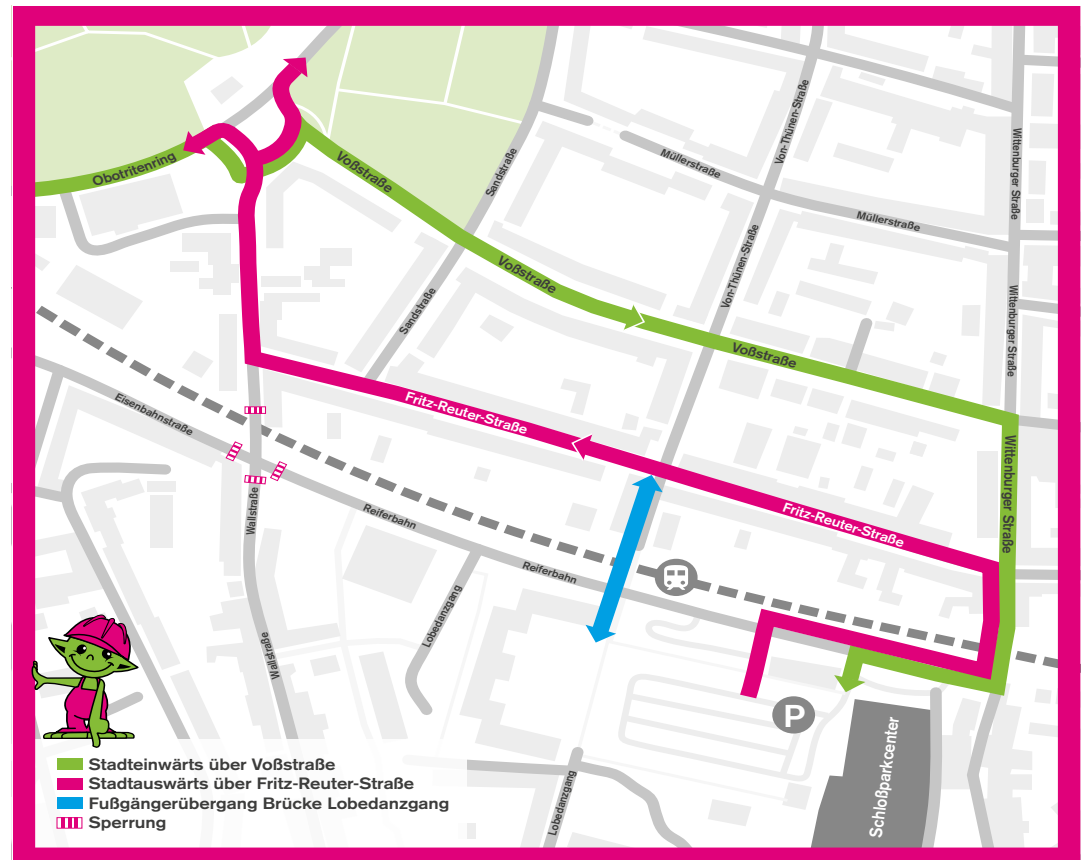 Obotritenring
Voßstraße
Sandstraße
Müllerstraße
Von-Thünen-Straße
Wittenburger Straße
Müllerstraße
Voßstraße
Von-Thünen-Straße
Sandstraße
Wittenburger Straße
Voßstraße
Eisenbahnstraße
Fritz-Reuter-Straße
Wittenburger Straße
Wallstraße
Reiferbahn
Fritz-Reuter-Straße
Reiferbahn
Lobedanzgang
Wallstraße
P
Schloßparkcenter
Lobedanzgang
Stadteinwärts über Voßstraße
Stadtauswärts über Fritz-Reuter-Straße
Fußgängerübergang Brücke Lobedanzgang
Sperrung